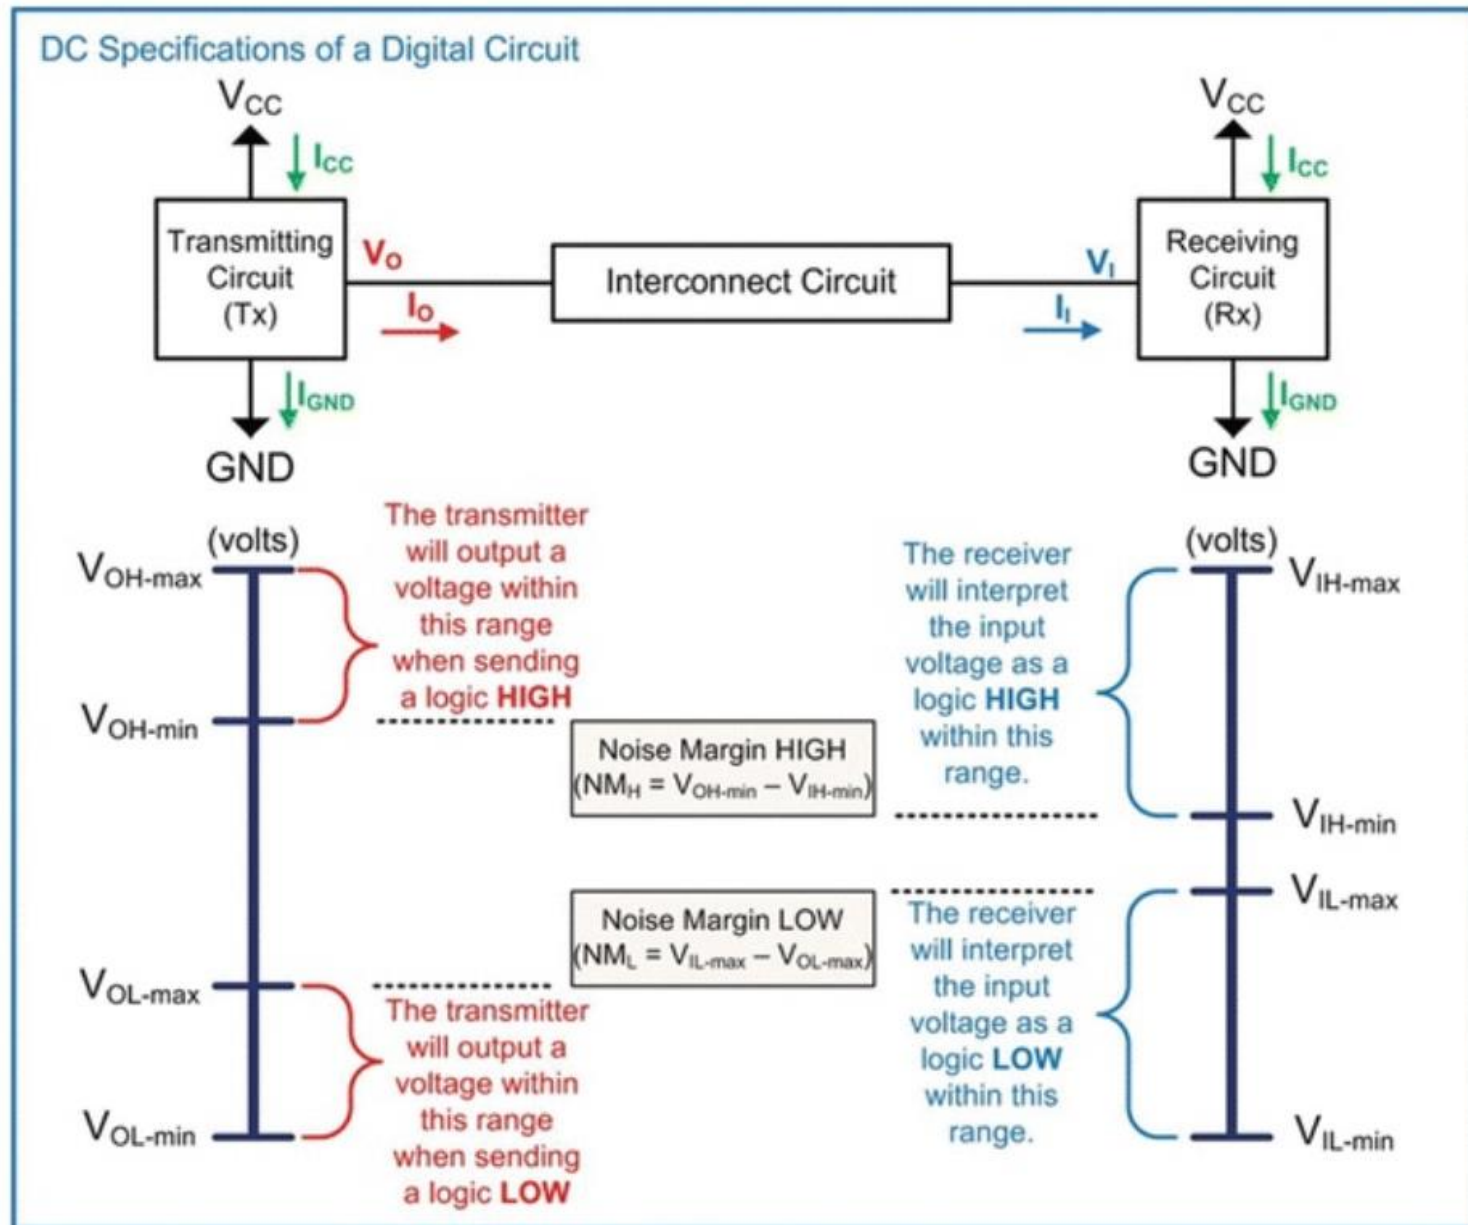 DC Specifications of a Digital Circuit
VCC
ICC
VCC
ICC
Transmitting
Circuit
(Tx)
VO
IO
Interconnect Circuit
VI
II
Receiving
Circuit
(Rx)
IGND
GND
IGND
GND
(volts)
VOH-max
VOH-min
VOL-max
VOL-min
The transmitter
will output a
voltage within
this range
when sending
a logic HIGH
Noise Margin HIGH
(NMH = VOH-min – VIH-min)
Noise Margin LOW
(NML = VIL-max – VOL-max)
The transmitter
will output a
voltage within
this range
when sending
a logic LOW
The receiver
will interpret
the input
voltage as a
logic HIGH
within this
range.
The receiver
will interpret
the input
voltage as a
logic LOW
within this
range.
(volts)
VIH-max
VIH-min
VIL-max
VIL-min